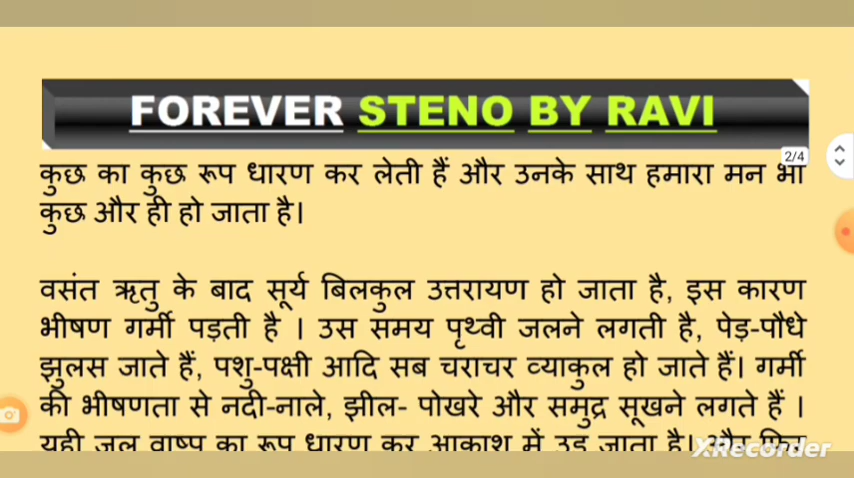 FOREVER STENO BY RAVI
2/4
कुछ का कुछ रूप धारण कर लेती हैं और उनके साथ हमारा मन भी
कुछ और ही हो जाता है।
वसंत ऋतु के बाद सूर्य बिलकुल उत्तरायण हो जाता है, इस कारण
भीषण गर्मी पड़ती है । उस समय पृथ्वी जलने लगती है, पेड़-पौधे
झुलस जाते हैं, पशु-पक्षी आदि सब चराचर व्याकुल हो जाते हैं। गर्मी
की भीषणता से नदी-नाले, झील- पोखरे और समुद्र सूखने लगते हैं ।
यही जल वाष्प का रूप धारण कर आकाश में उड़ जाता है।
XRecorder